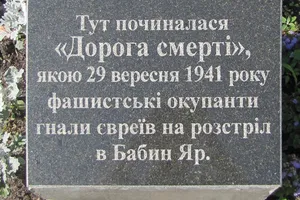 Тут починалася
«Дорога смерті»,
якою 29 вересня 1941 року
фашистські окупанти
гнали євреїв на розстріл
в Бабин Яр.